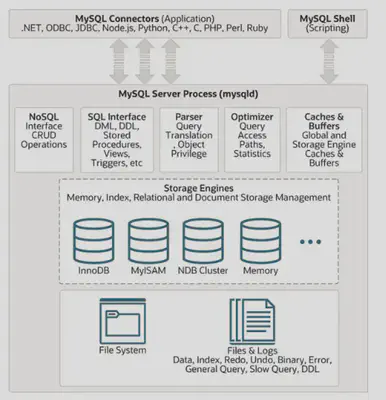 MySQL Connectors (Application)
.NET, ODBC, JDBC, Node.js, Python, C++, C, PHP, Perl, Ruby
MySQL Shell
(Scripting)
MySQL Server Process (mysqld)
NoSQL
Interface
CRUD
Operations
SQL Interface
DML, DDL,
Stored
Procedures,
Views,
Triggers, etc
Parser
Query
Translation
, Object
Privilege
Optimizer
Query
Access
Paths,
Statistics
Caches &
Buffers
Global and
Storage Engine
Caches &
Buffers
Storage Engines
Memory, Index, Relational and Document Storage Management
InnoDB
MyISAM
NDB Cluster
Memory
File System
Files & Logs
Data, Index, Redo, Undo, Binary, Error,
General Query, Slow Query, DDL